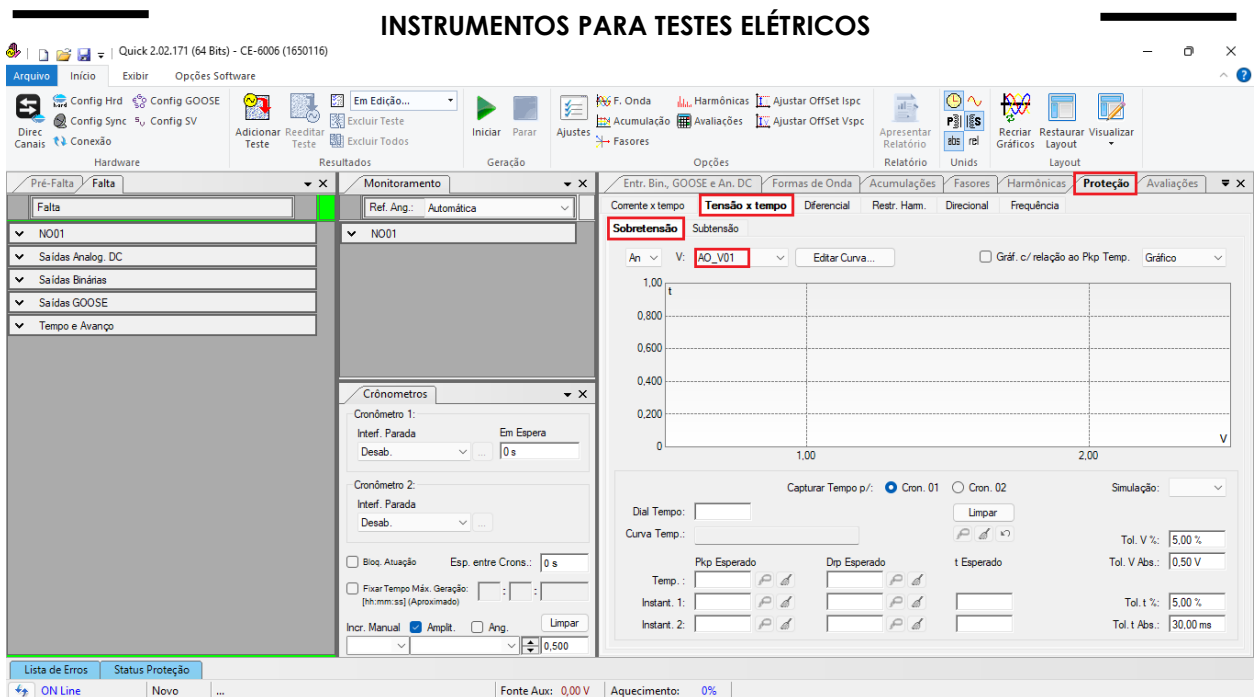 INSTRUMENTOS PARA TESTES ELÉTRICOS
Quick 2.02.171 (64 Bits) - CE-6006 (1650116)
Arquivo Início Exibir Opções Software
Direc Canais
Config Hrd Config GOOSE
Config Sync Config SV
Conexão
Hardware
Adicionar Teste
Reeditar Teste
Em Edição...
Excluir Teste
Excluir Todos
Resultados
Iniciar Parar
Geração
Ajustes
F. Onda Harmônicas Ajustar OffSet Ispc
Acumulação Avaliações Ajustar OffSet Vspc
Fasores
Opções
Apresentar Relatório
Relatório
abs rel
Unids
Recriar Gráficos
Restaurar Layout
Visualizar
Layout
Pré-Falta Falta
Falta
NO01
Saídas Analog. DC
Saídas Binárias
Saídas GOOSE
Tempo e Avanço
Monitoramento
Ref. Ang.: Automática
NO01
Crônometros
Cronômetro 1:
Interf. Parada Em Espera
Desab. ... 0 s
Cronômetro 2:
Interf. Parada
Desab. ...
Bloq. Atuação Esp. entre Crons.: 0 s
Fixar Tempo Máx. Geração: : :
[hh:mm:ss] (Aproximado)
Incr. Manual Amplit. Ang. Limpar
0,500
Entr. Bin., GOOSE e An. DC Formas de Onda Acumulações Fasores Harmônicas Proteção Avaliações
Corrente x tempo Tensão x tempo Diferencial Restr. Ham. Direcional Frequência
Sobretensão Subtensão
An V: AO_V01 Editar Curva... Gráf. c/ relação ao Pkp Temp. Gráfico
1,00 t
0,800
0,600
0,400
0,200
0 V
1,00 2,00
Capturar Tempo p/: Cron. 01 Cron. 02 Simulação:
Dial Tempo: Limpar
Curva Temp.: Tol. V %: 5,00 %
Pkp Esperado Drp Esperado t Esperado Tol. V Abs.: 0,50 V
Temp. :
Instant. 1: Tol. t %: 5,00 %
Instant. 2: Tol. t Abs.: 30,00 ms
Lista de Erros Status Proteção
ON Line Novo ... Fonte Aux: 0,00 V Aquecimento: 0%